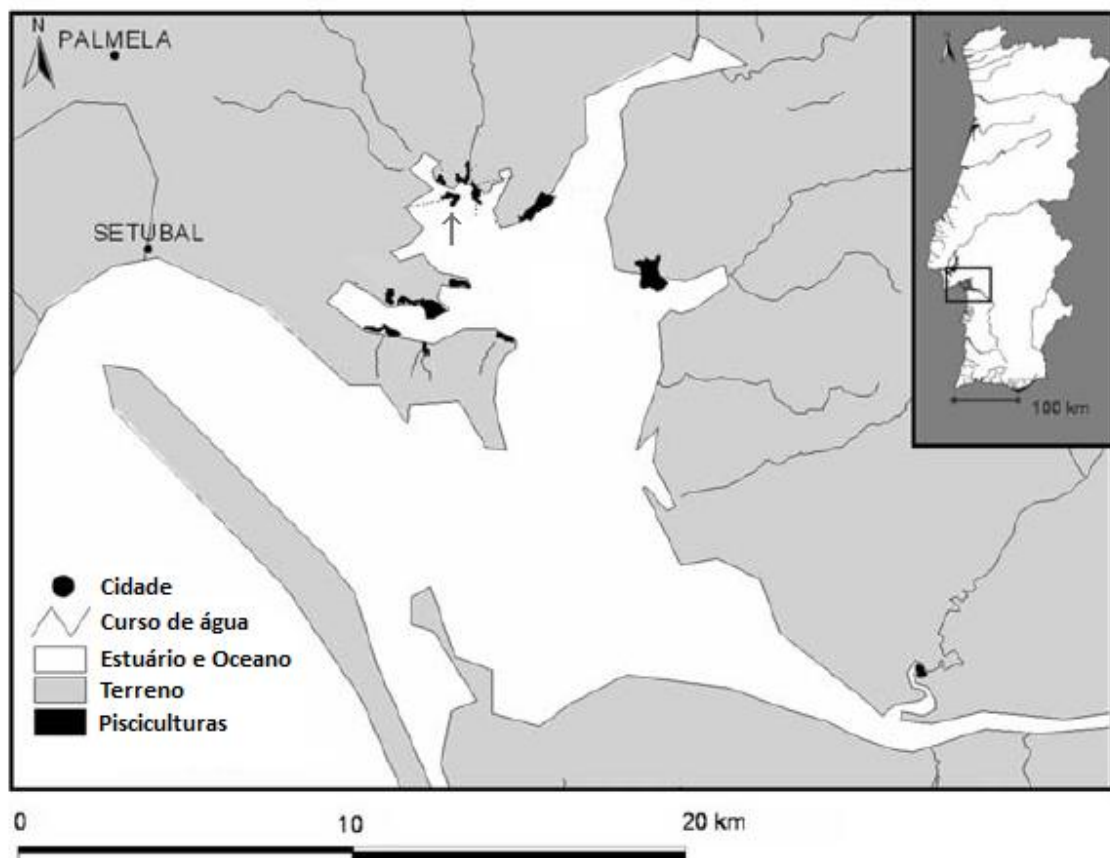 N
PALMELA
SETUBAL
100 km
Cidade
Curso de água
Estuário e Oceano
Terreno
Pisciculturas
0 10 20 km